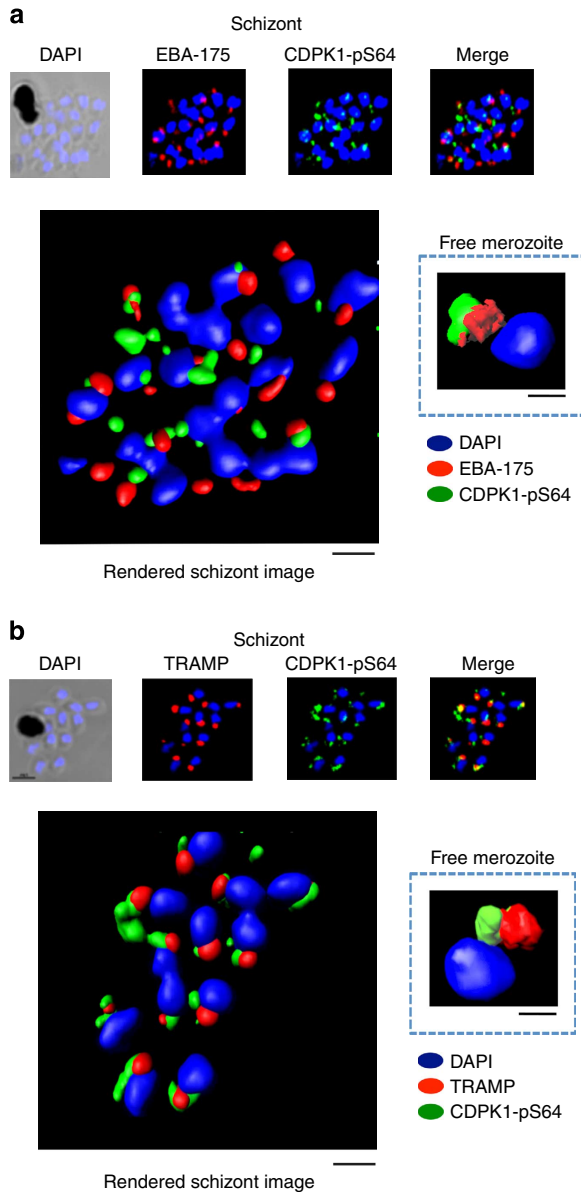 a
Schizont
DAPI EBA-175 CDPK1-pS64 Merge
Free merozoite
DAPI
EBA-175
CDPK1-pS64
Rendered schizont image
b
Schizont
DAPI TRAMP CDPK1-pS64 Merge
Free merozoite
DAPI
TRAMP
CDPK1-pS64
Rendered schizont image